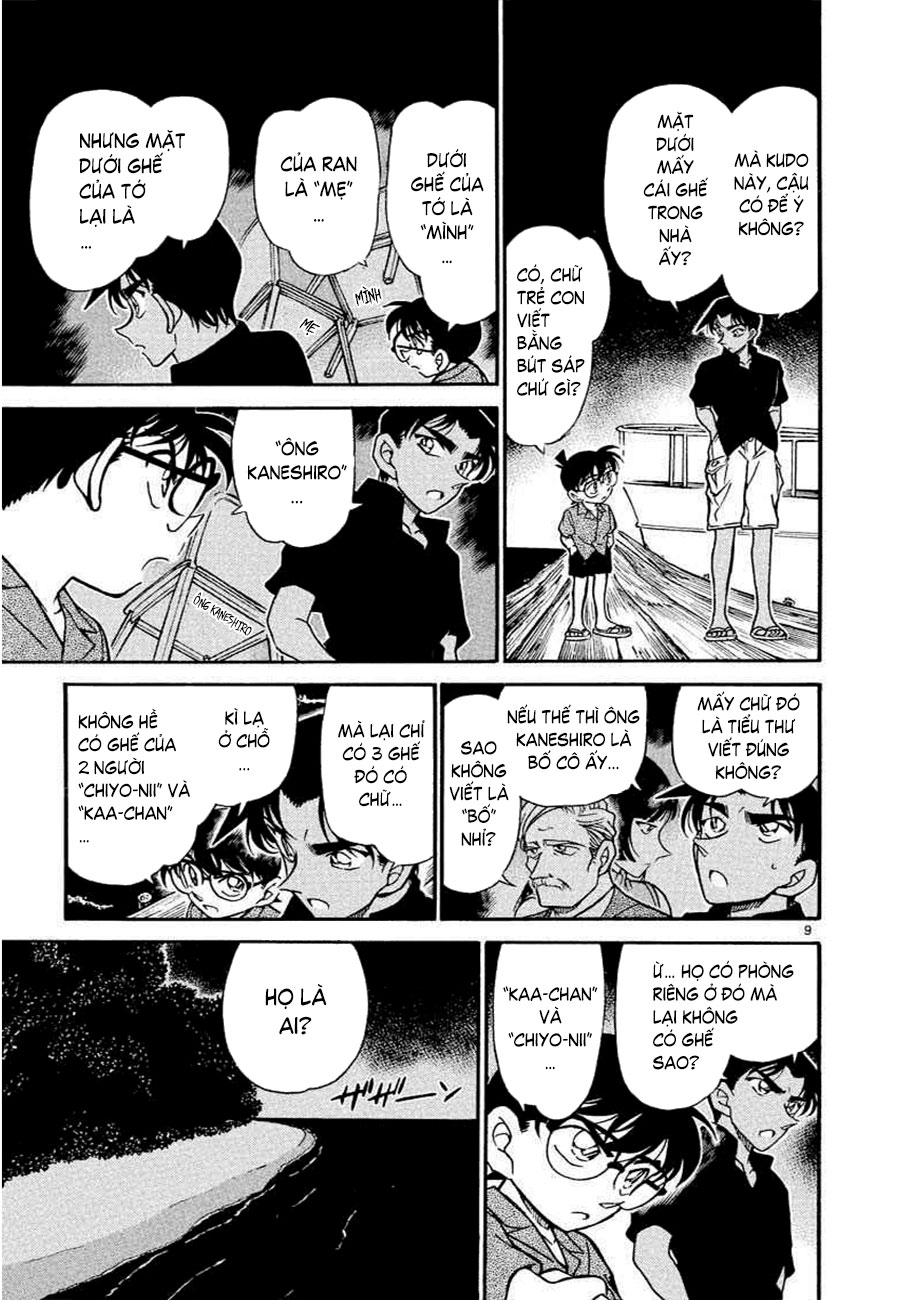 MÀ KUDO
NÀY, CẬU
CÓ ĐỂ Ý
KHÔNG?
MẶT
DƯỚI
MẤY
CÁI GHẾ
TRONG
NHÀ
ẤY?
CÓ, CHỮ
TRẺ CON
VIẾT
BẰNG
BÚT SÁP
CHỨ GÌ?
DƯỚI
GHẾ CỦA
TỚ LÀ
“MÌNH”
...
CỦA RAN
LÀ “MẸ”
...
NHƯNG MẶT
DƯỚI GHẾ
CỦA TỚ
LẠI LÀ
...
MÌNH
MẸ
“ÔNG
KANESHIRO”
...
ÔNG KANESHIRO
MẤY CHỮ ĐÓ
LÀ TIỂU THƯ
VIẾT ĐÚNG
KHÔNG?
NẾU THẾ THÌ ÔNG
KANESHIRO LÀ
BỐ CÔ ẤY...
SAO
KHÔNG
VIẾT LÀ
“BỐ”
NHỈ?
MÀ LẠI CHỈ
CÓ 3 GHẾ
ĐÓ CÓ
CHỮ...
KÌ LẠ
Ở CHỖ
...
KHÔNG HỀ
CÓ GHẾ CỦA
2 NGƯỜI
“CHIYO-NII” VÀ
“KAA-CHAN”
...
9
Ừ... HỌ CÓ PHÒNG
RIÊNG Ở ĐÓ MÀ
LẠI KHÔNG
CÓ GHẾ
SAO?
“KAA-CHAN”
VÀ
“CHIYO-NII”
...
HỌ LÀ
AI?
ザザーン